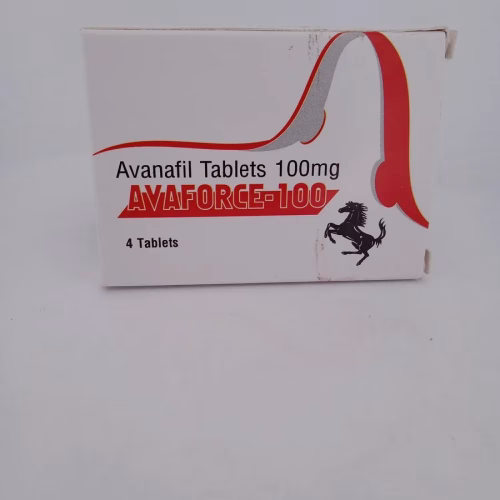 Avanafil Tablets 100mg
AVAFORCE-100
4 Tablets